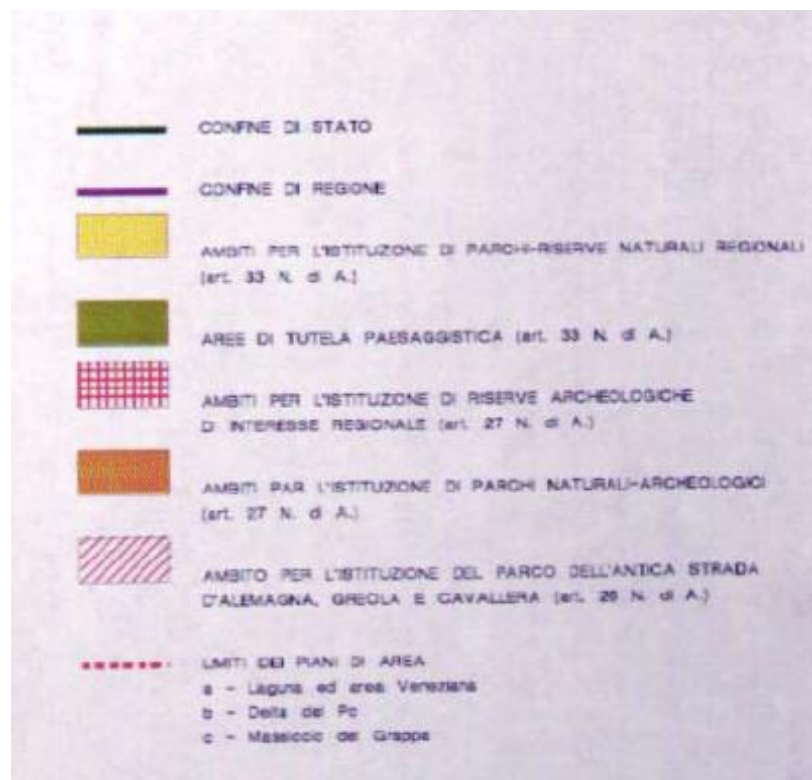 CONFINE DI STATO
CONFINE DI REGIONE
AMBITI PER L'ISTITUZIONE DI PARCHI-RISERVE NATURALI REGIONALI
(art. 33 N. di A.)
AREE DI TUTELA PAESAGGISTICA (art. 33 N. di A.)
AMBITI PER L'ISTITUZIONE DI RISERVE ARCHEOLOGICHE
DI INTERESSE REGIONALE (art. 27 N. di A.)
AMBITI PAR L'ISTITUZIONE DI PARCHI NATURALI-ARCHEOLOGICI
(art. 27 N. di A.)
AMBITO PER L'ISTITUZIONE DEL PARCO DELL'ANTICA STRADA
D'ALEMAGNA, GREOLA E CAVALLERA (art. N. di A.)
LIMITI DEI PIANI DI AREA
a - Laguna ed area Veneziana
b - Delta del Po
c - Massiccio del Grappa